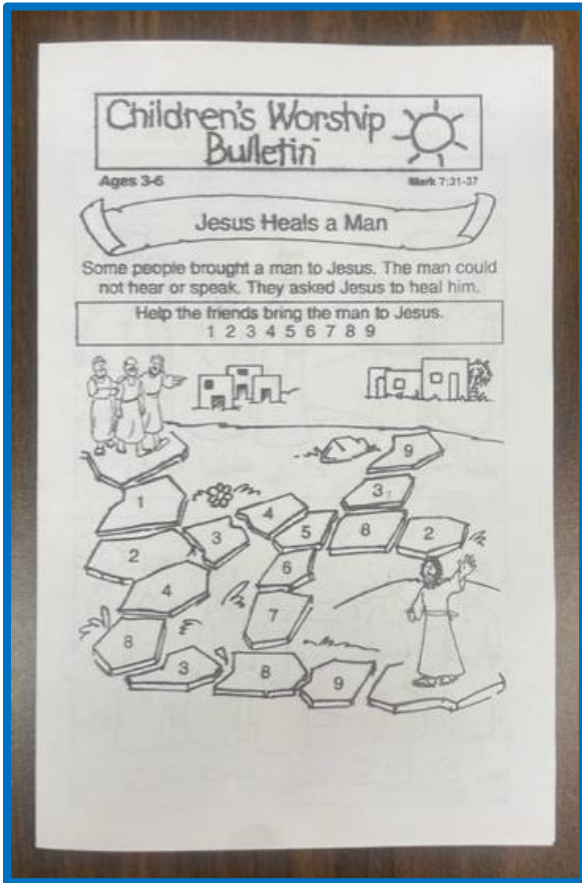 Children's Worship
Bulletin™
Ages 3-6
Mark 7:31-37
Jesus Heals a Man
Some people brought a man to Jesus. The man could
not hear or speak. They asked Jesus to heal him.
Help the friends bring the man to Jesus.
1 2 3 4 5 6 7 8 9
9
1
3
4
5
8
2
3
2
6
4
7
8
3
8
9